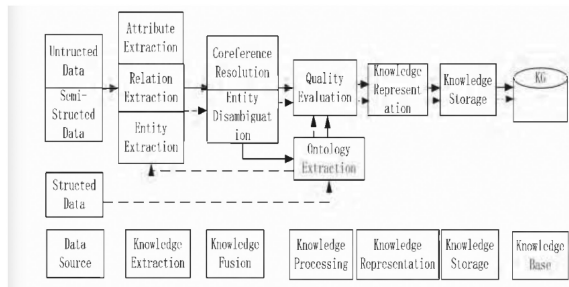 Untructed
Data
Semi-
Structed
Data
Attribute
Extraction
Relation
Extraction
Entity
Extraction
Coreference
Resolution
Entity
Disambiguat
ion
Quality
Evaluation
Ontology
Extraction
Knowledge
Represent
ation
Knowledge
Storage
KG
Structed
Data
Data
Source
Knowledge
Extraction
Knowledge
Fusion
Knowledge
Processing
Knowledge
Representation
Knowledge
Storage
Knowledge
Base